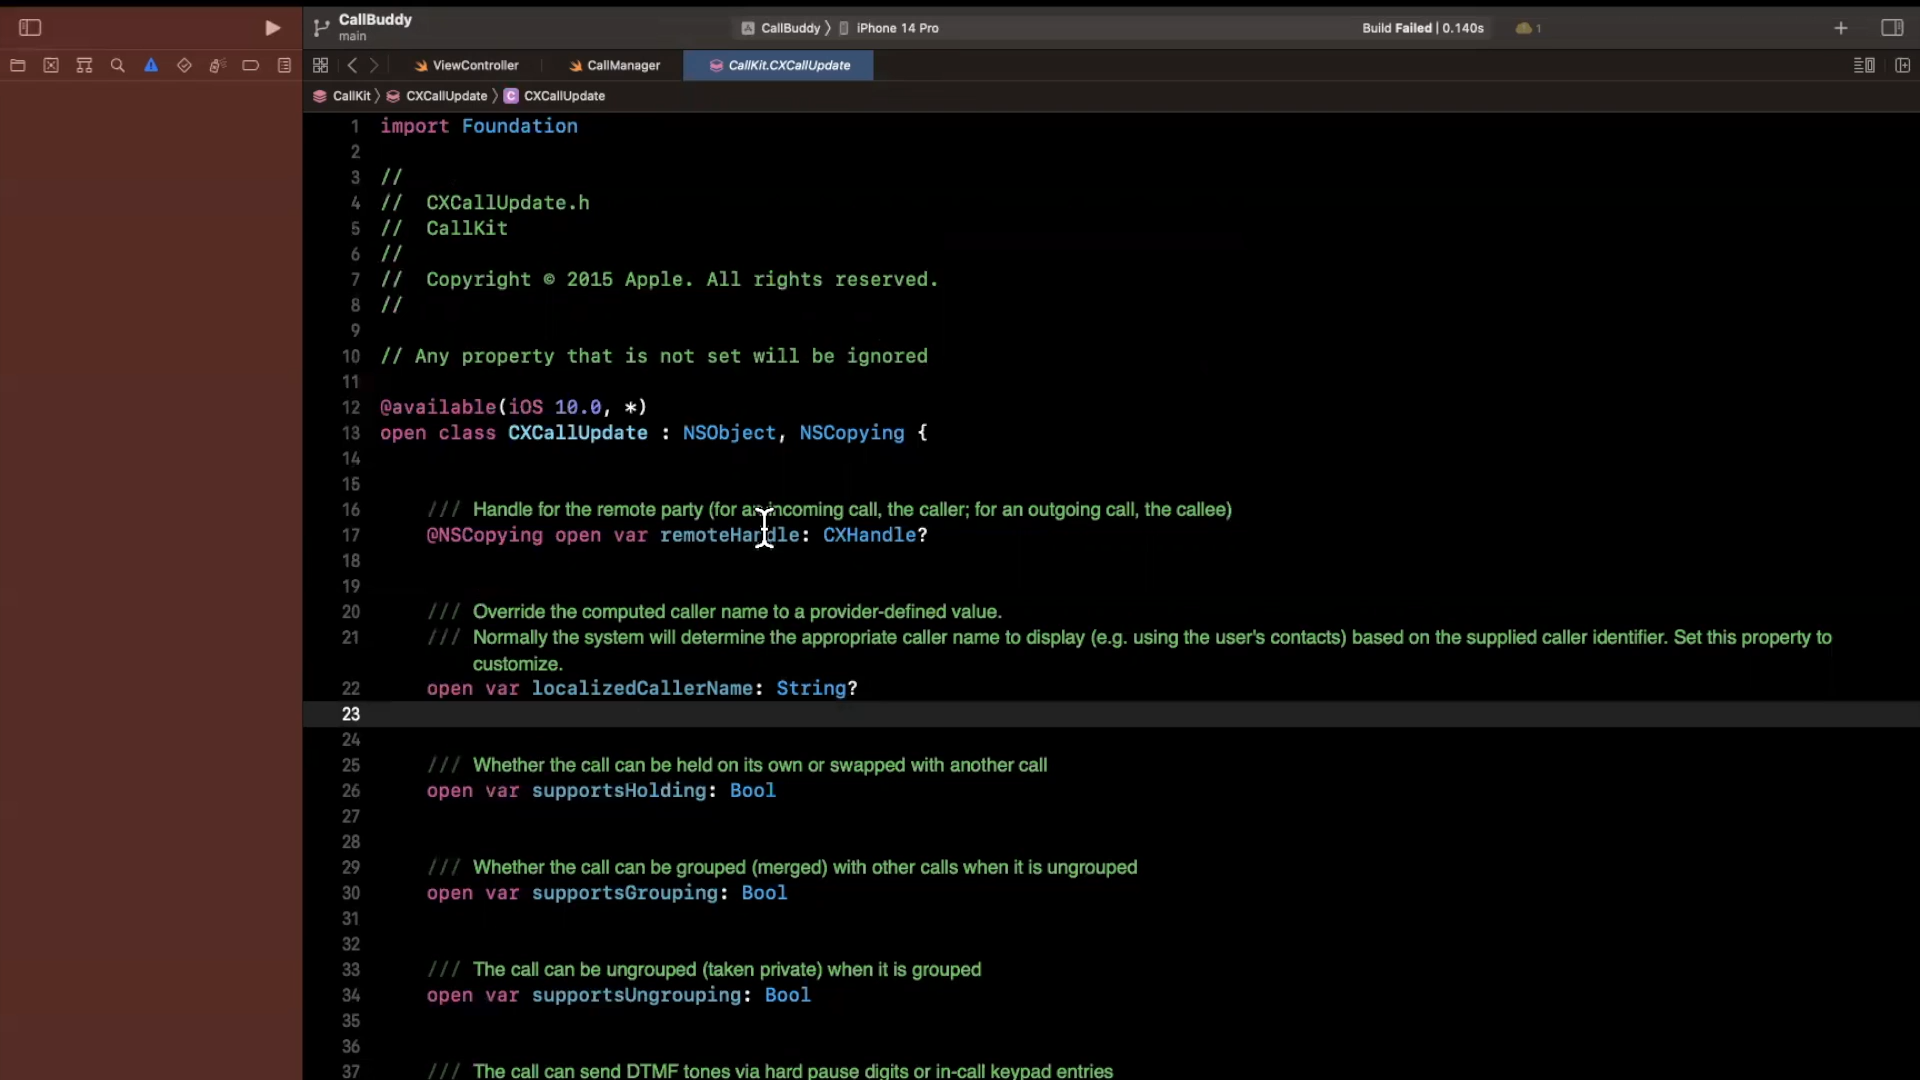 CallBuddy
main
CallBuddy 〉 iPhone 14 Pro
Build Failed | 0.140s
1
ViewController
CallManager
CallKit.CXCallUpdate
CallKit 〉 CXCallUpdate 〉 C CXCallUpdate
1 import Foundation
2
3 //
4 //  CXCallUpdate.h
5 //  CallKit
6 //
7 //  Copyright © 2015 Apple. All rights reserved.
8 //
9
10 // Any property that is not set will be ignored
11
12 @available(iOS 10.0, *)
13 open class CXCallUpdate : NSObject, NSCopying {
14
15
16     /// Handle for the remote party (for an incoming call, the caller; for an outgoing call, the callee)
17     @NSCopying open var remoteHandle: CXHandle?
18
19
20     /// Override the computed caller name to a provider-defined value.
21     /// Normally the system will determine the appropriate caller name to display (e.g. using the user's contacts) based on the supplied caller identifier. Set this property to
customize.
22     open var localizedCallerName: String?
23
24
25     /// Whether the call can be held on its own or swapped with another call
26     open var supportsHolding: Bool
27
28
29     /// Whether the call can be grouped (merged) with other calls when it is ungrouped
30     open var supportsGrouping: Bool
31
32
33     /// The call can be ungrouped (taken private) when it is grouped
34     open var supportsUngrouping: Bool
35
36
37     /// The call can send DTMF tones via hard pause digits or in-call keypad entries